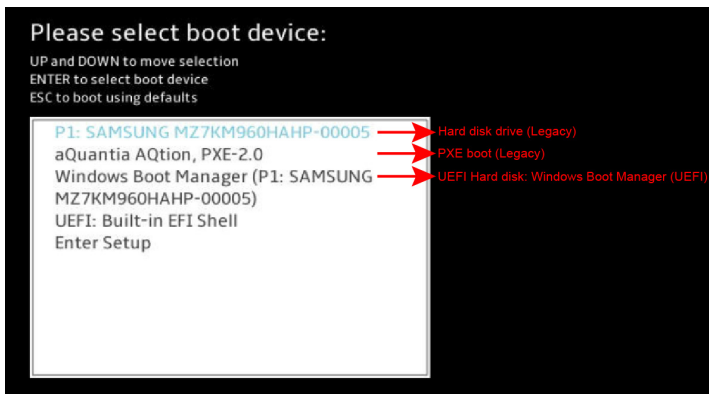 Please select boot device:
UP and DOWN to move selection
ENTER to select boot device
ESC to boot using defaults
P1: SAMSUNG MZ7KM960HAHP-00005
Hard disk drive (Legacy)
aQuantia AQtion, PXE-2.0
PXE boot (Legacy)
Windows Boot Manager (P1: SAMSUNG
UEFI Hard disk: Windows Boot Manager (UEFI)
MZ7KM960HAHP-00005)
UEFI: Built-in EFI Shell
Enter Setup